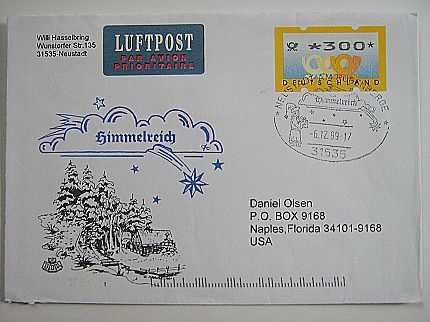 Willi Hasselbring
Wunstorfer Str.135
31535-Neustadt
LUFTPOST
PAR AVION
PRIORITAIRE
*300*
DEUTSCHLAND
Himmelreich
-6.12.99-17
31535
Himmelreich
Daniel Olsen
P.O. BOX 9168
Naples,Florida 34101-9168
USA